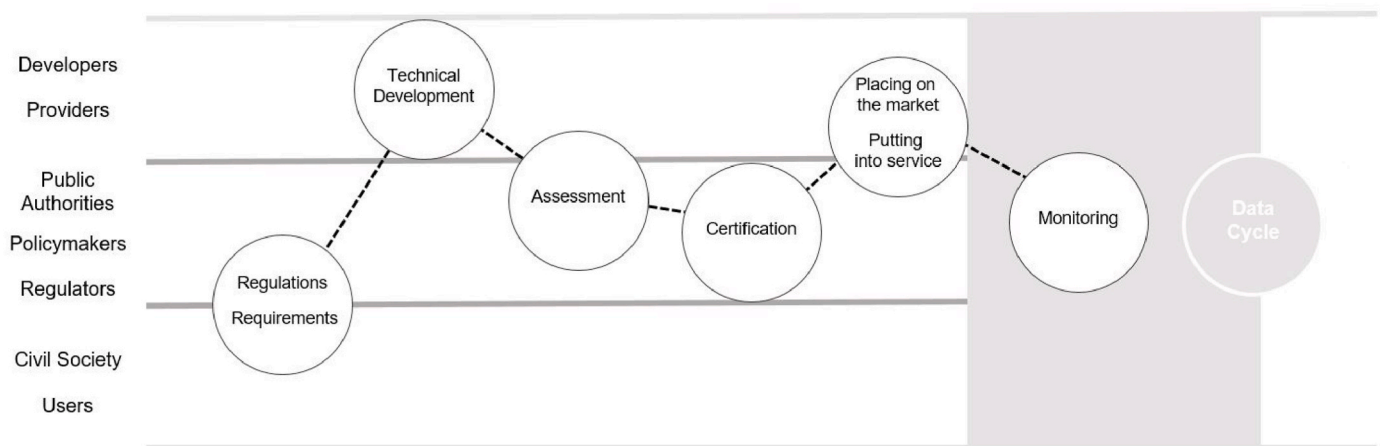 Developers
Providers
Public
Authorities
Policymakers
Regulators
Civil Society
Users
Regulations
Requirements
Technical
Development
Assessment
Certification
Placing on
the market
Putting
into service
Monitoring
Data
Cycle